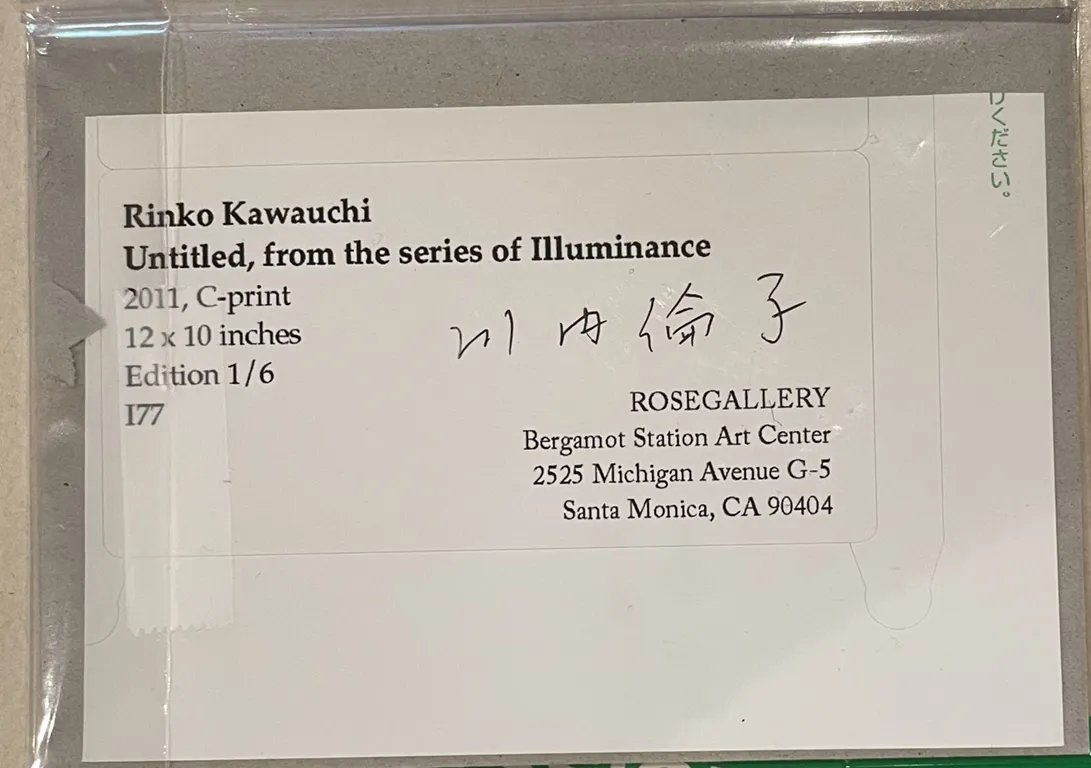 Rinko Kawauchi
Untitled, from the series of Illuminance
2011, C-print
12 x 10 inches
Edition 1/6
I77
川内倫子
ROSEGALLERY
Bergamot Station Art Center
2525 Michigan Avenue G-5
Santa Monica, CA 90404
ください。